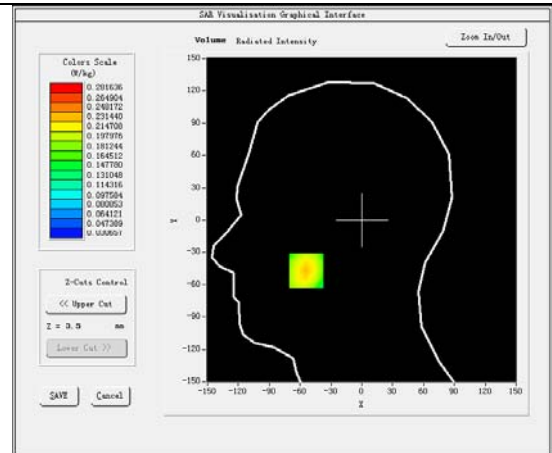 SAR Visualisation Graphical Interface
Volume Radiated Intensity
Zoom In/Out
Colors Scale
(W/kg)
0.281636
0.264904
0.248172
0.231440
0.214708
0.197976
0.181244
0.164512
0.147780
0.131048
0.114316
0.097584
0.080853
0.064121
0.047389
0.030657
150
120
90
60
30
0
-30
-60
-90
-120
-150
Y
-150 -120 -90 -60 -30 0 30 60 90 120 150
X
Z-Cuts Control
<< Upper Cut
Z = 3.5 mm
Lower Cut >>
SAVE Cancel